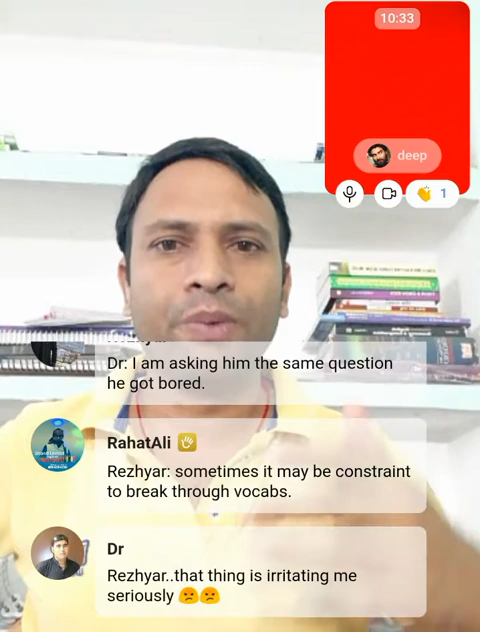 10:33
deep
1
Dr: I am asking him the same question
he got bored.
RahatAli
Rezhyar: sometimes it may be constraint
to break through vocabs.
Dr
Rezhyar..that thing is irritating me
seriously 😕😕